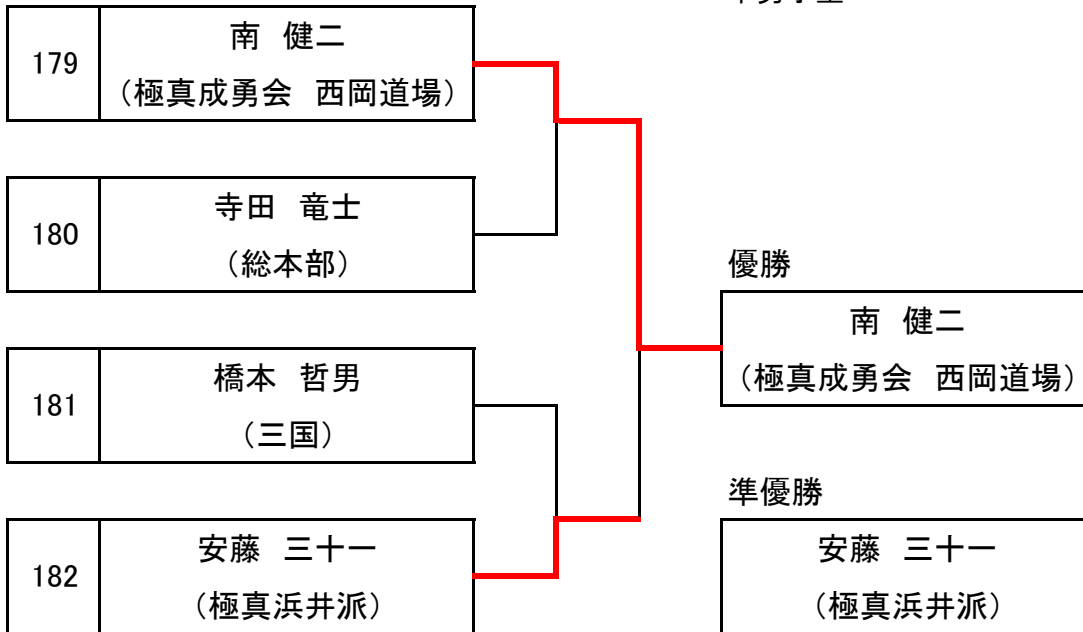 179
南 健二
（極真成勇会 西岡道場）
180
寺田 竜士
（総本部）
181
橋本 哲男
（三国）
182
安藤 三十一
（極真浜井派）
優勝
南 健二
（極真成勇会 西岡道場）
準優勝
安藤 三十一
（極真浜井派）